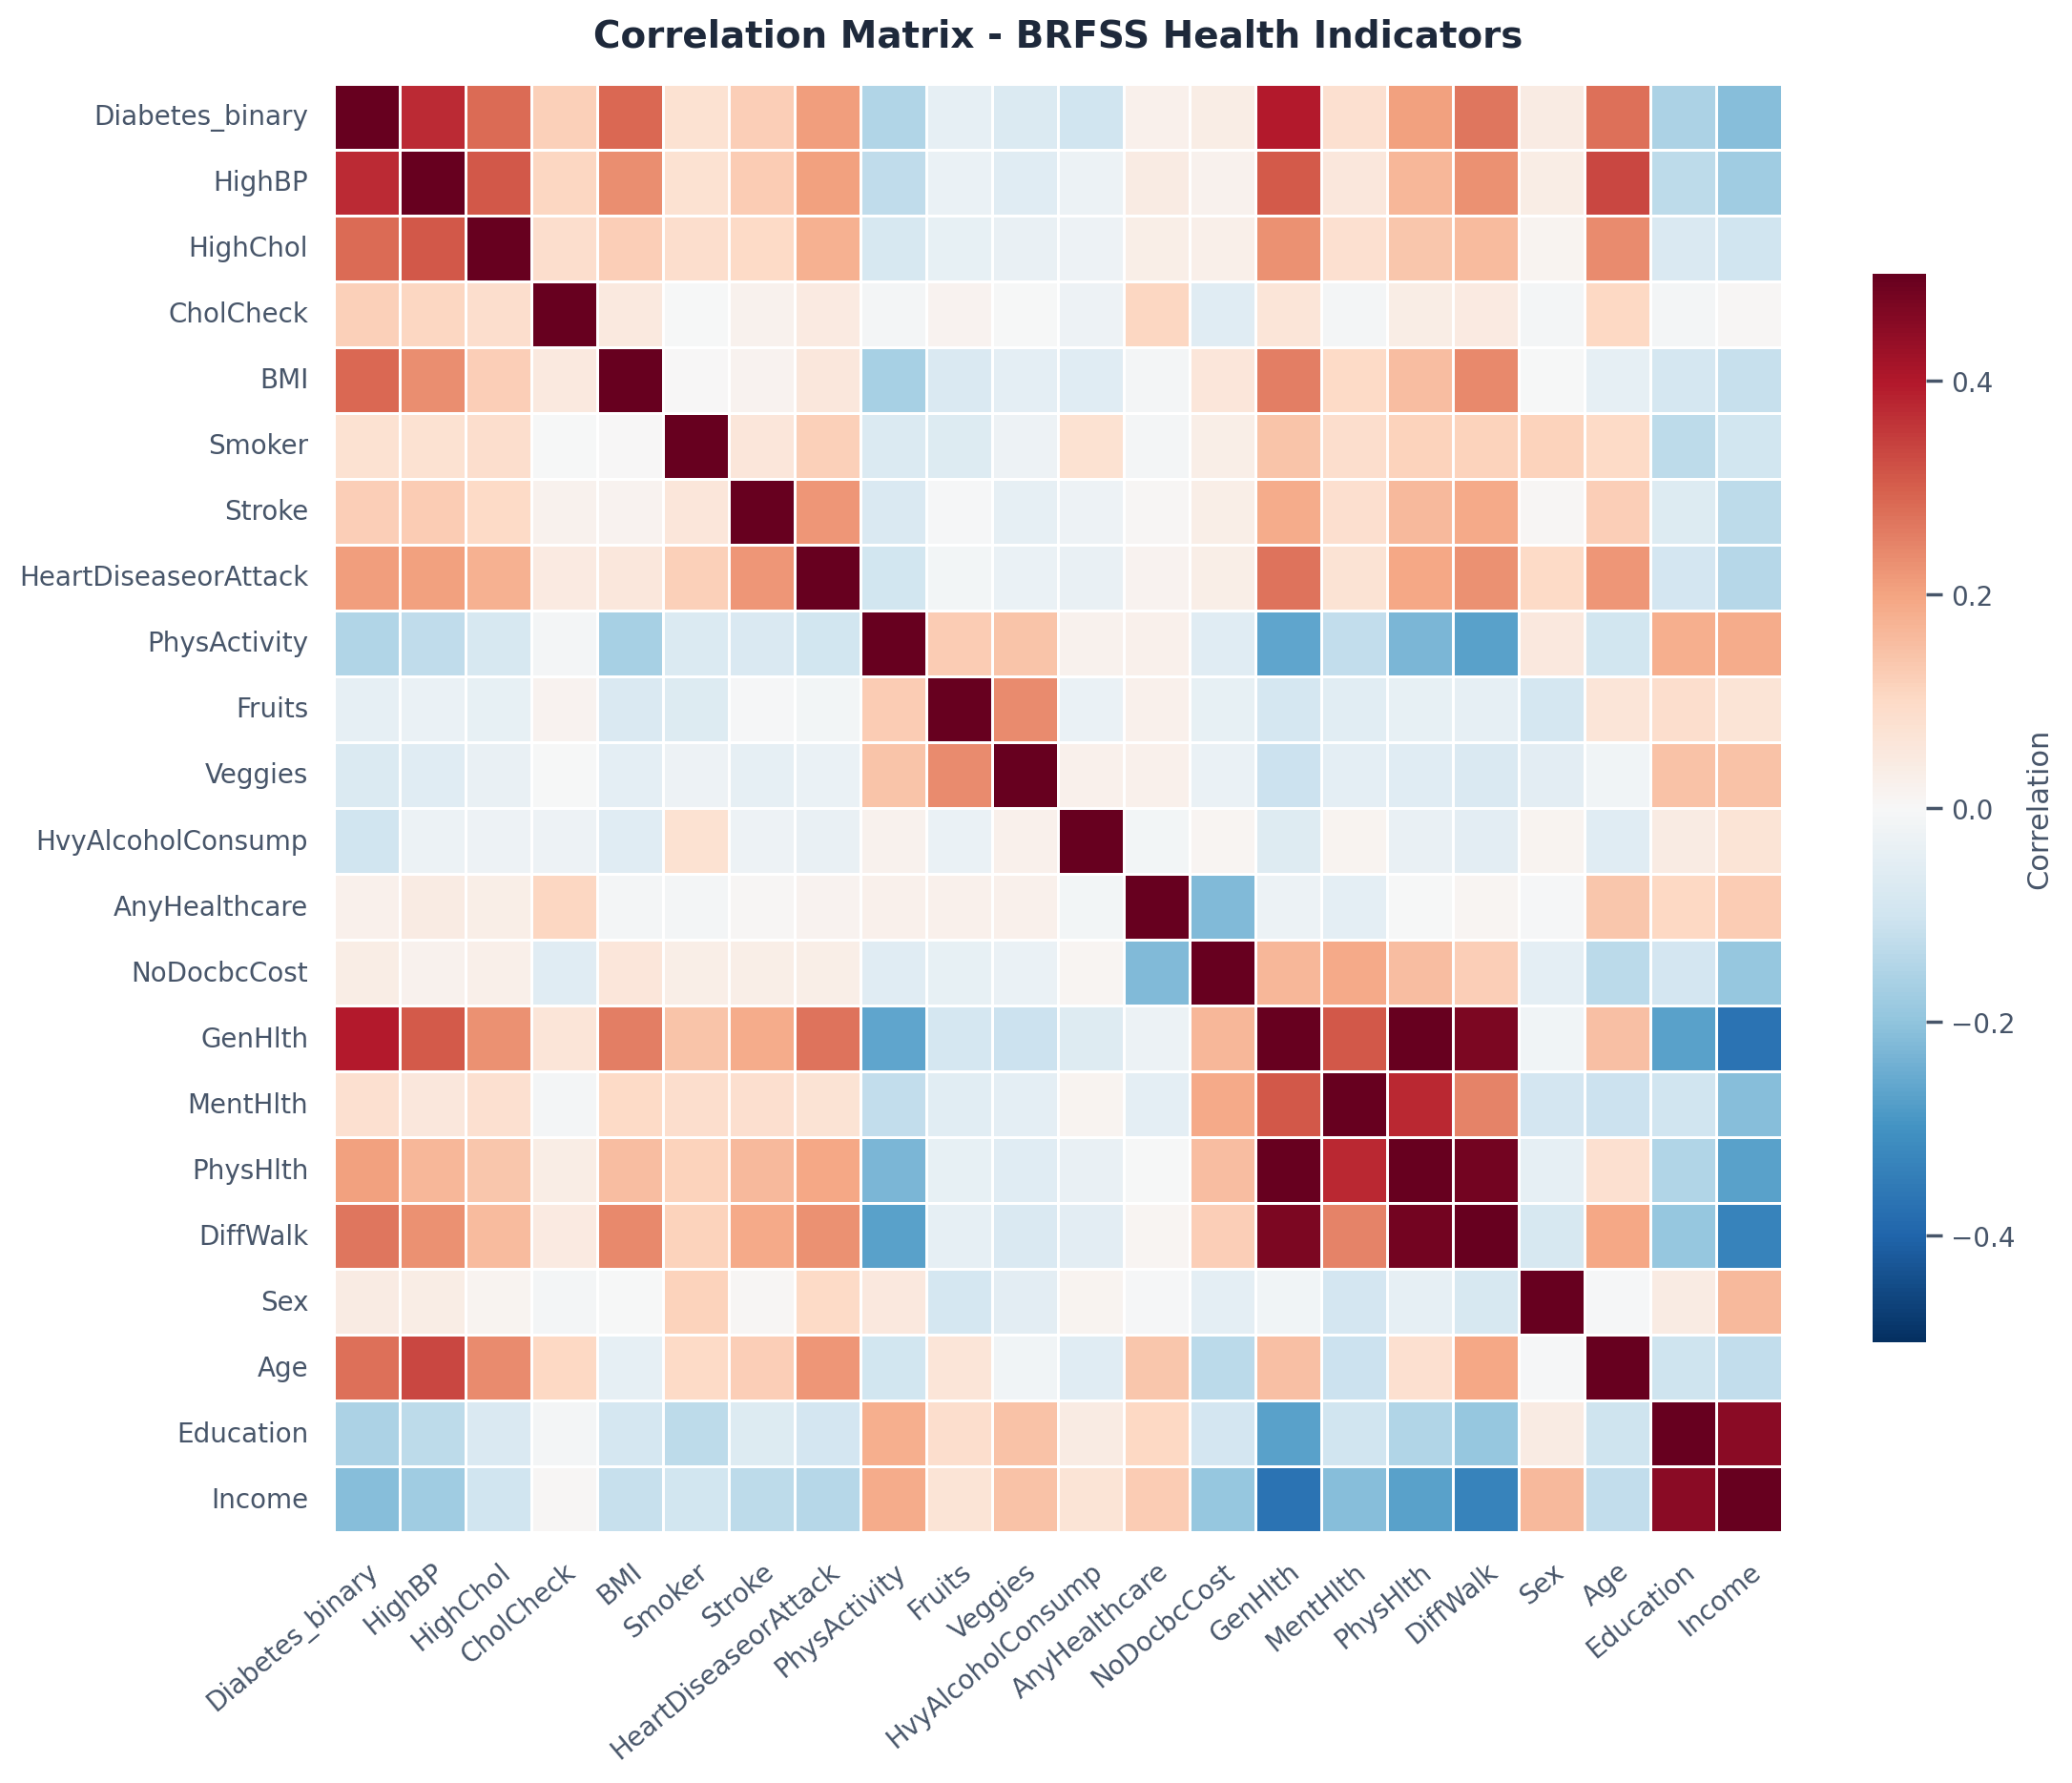 Correlation Matrix - BRFSS Health Indicators
Diabetes_binary
HighBP
HighChol
CholCheck
BMI
Smoker
Stroke
HeartDiseaseorAttack
PhysActivity
Fruits
Veggies
HvyAlcoholConsump
AnyHealthcare
NoDocbcCost
GenHlth
MentHlth
PhysHlth
DiffWalk
Sex
Age
Education
Income
Diabetes_binary
HighBP
HighChol
CholCheck
BMI
Smoker
Stroke
HeartDiseaseorAttack
PhysActivity
Fruits
Veggies
HvyAlcoholConsump
AnyHealthcare
NoDocbcCost
GenHlth
MentHlth
PhysHlth
DiffWalk
Sex
Age
Education
Income
0.4
0.2
0.0
−0.2
−0.4
Correlation